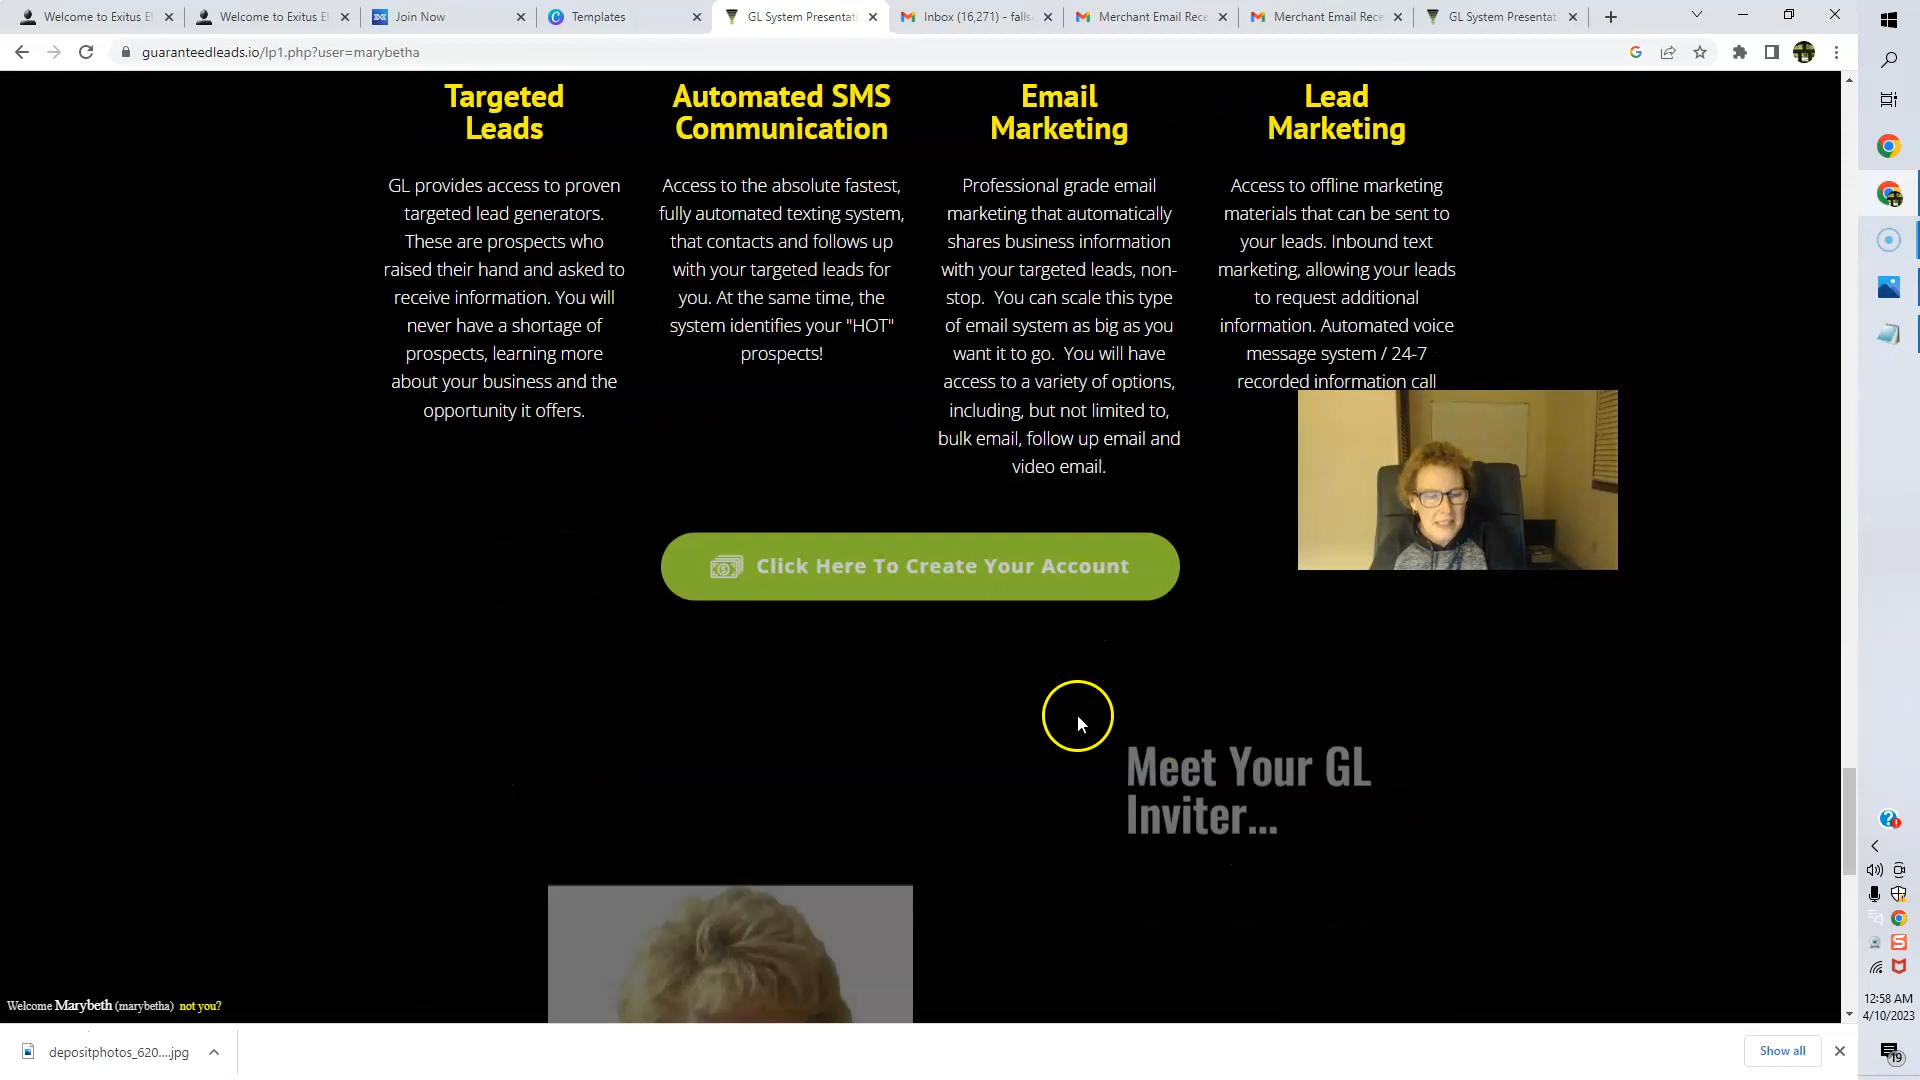 Welcome to Exitus E
Welcome to Exitus E
Join Now
Templates
GL System Presentat
Inbox (16,271) - falls
Merchant Email Rece
Merchant Email Rece
GL System Presentat
guaranteedleads.io/lp1.php?user=marybetha
Targeted
Leads
GL provides access to proven
targeted lead generators.
These are prospects who
raised their hand and asked to
receive information. You will
never have a shortage of
prospects, learning more
about your business and the
opportunity it offers.
Automated SMS
Communication
Access to the absolute fastest,
fully automated texting system,
that contacts and follows up
with your targeted leads for
you. At the same time, the
system identifies your "HOT"
prospects!
Email
Marketing
Professional grade email
marketing that automatically
shares business information
with your targeted leads, non-
stop. You can scale this type
of email system as big as you
want it to go. You will have
access to a variety of options,
including, but not limited to,
bulk email, follow up email and
video email.
Lead
Marketing
Access to offline marketing
materials that can be sent to
your leads. Inbound text
marketing, allowing your leads
to request additional
information. Automated voice
message system / 24-7
recorded information call
Click Here To Create Your Account
Meet Your GL
Inviter...
Welcome Marybeth (marybetha) not you?
depositphotos_620....jpg
Show all
12:58 AM
4/10/2023
19